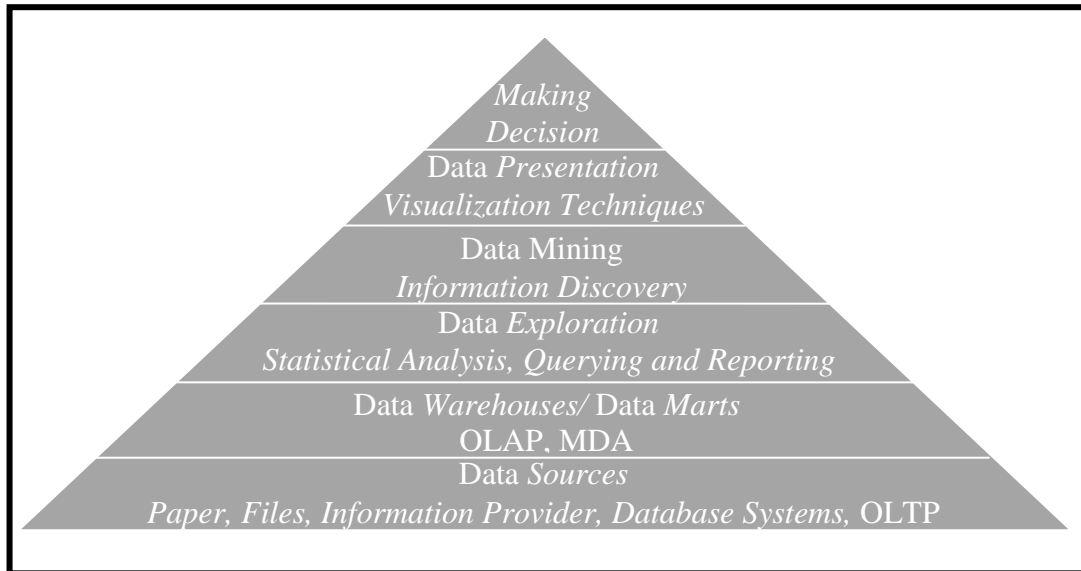 Making
Decision
Data Presentation
Visualization Techniques
Data Mining
Information Discovery
Data Exploration
Statistical Analysis, Querying and Reporting
Data Warehouses/ Data Marts
OLAP, MDA
Data Sources
Paper, Files, Information Provider, Database Systems, OLTP